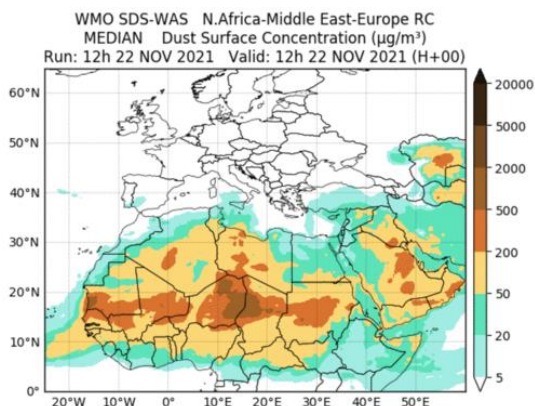 WMO SDS-WAS N.Africa-Middle East-Europe RC
MEDIAN Dust Surface Concentration (µg/m³)
Run: 12h 22 NOV 2021 Valid: 12h 22 NOV 2021 (H+00)
60°N
50°N
40°N
30°N
20°N
10°N
0°
20°W
10°W
0°
10°E
20°E
30°E
40°E
50°E
20000
5000
2000
500
200
50
20
5